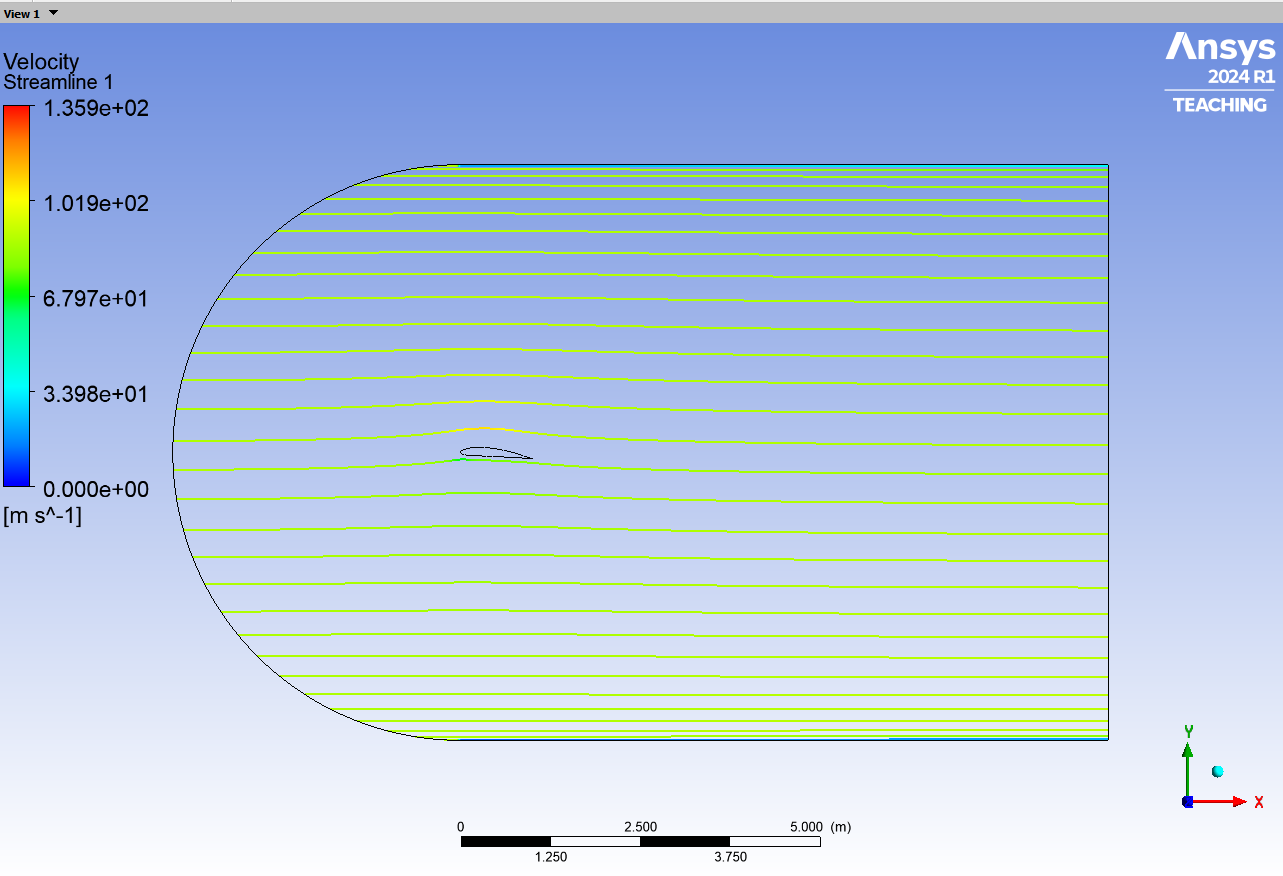 View 1
Ansys
2024 R1
TEACHING
Velocity
Streamline 1
1.359e+02
1.019e+02
6.797e+01
3.398e+01
0.000e+00
[m s^-1]
Y
X
0 2.500 5.000 (m)
1.250 3.750